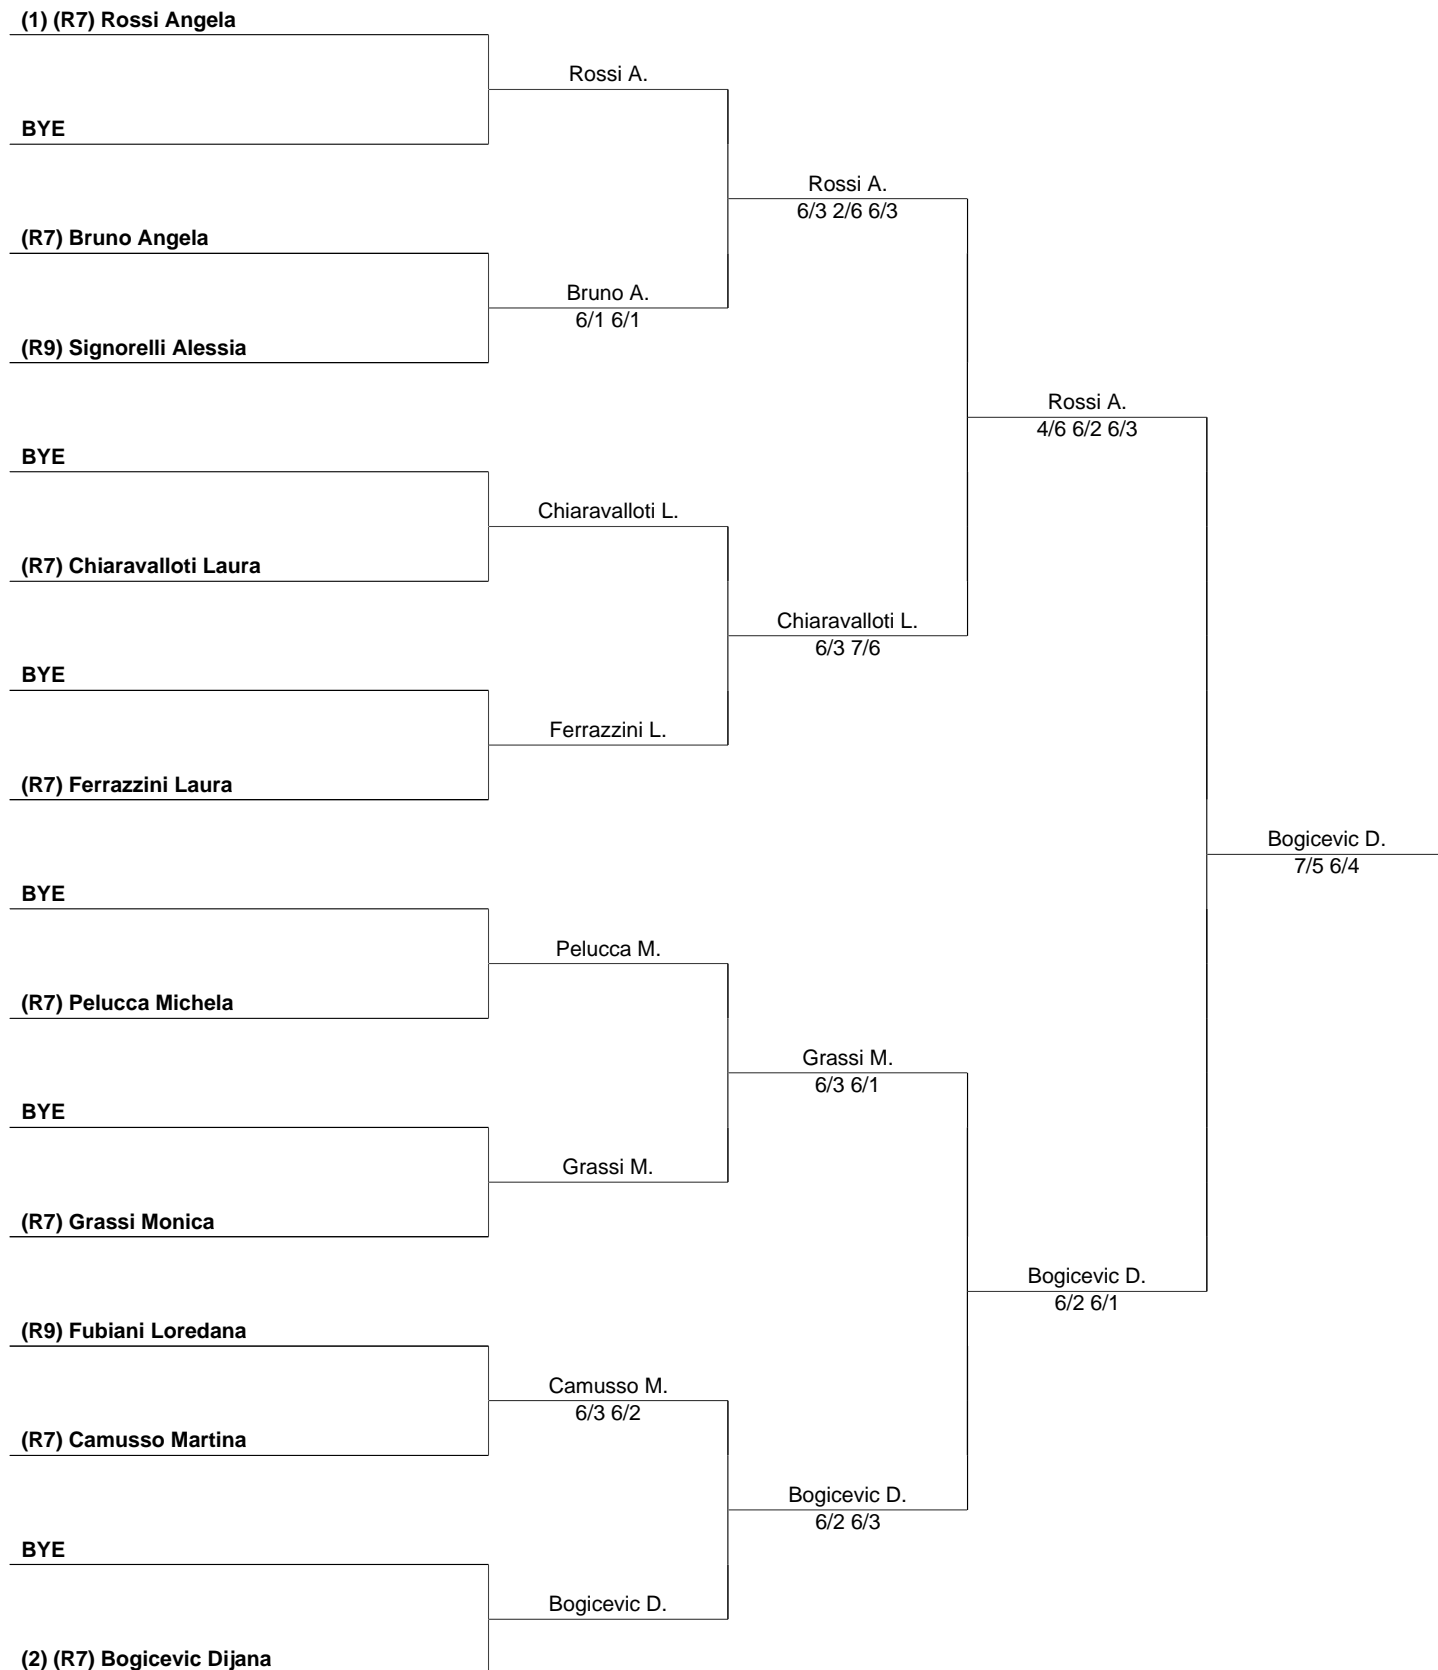 (1) (R7) Rossi Angela
Rossi A.
BYE
Rossi A.
6/3 2/6 6/3
(R7) Bruno Angela
Bruno A.
6/1 6/1
(R9) Signorelli Alessia
Rossi A.
4/6 6/2 6/3
BYE
Chiaravalloti L.
(R7) Chiaravalloti Laura
Chiaravalloti L.
6/3 7/6
BYE
Ferrazzini L.
(R7) Ferrazzini Laura
Bogicevic D.
7/5 6/4
BYE
Pelucca M.
(R7) Pelucca Michela
Grassi M.
6/3 6/1
BYE
Grassi M.
(R7) Grassi Monica
Bogicevic D.
6/2 6/1
(R9) Fubiani Loredana
Camusso M.
6/3 6/2
(R7) Camusso Martina
Bogicevic D.
6/2 6/3
BYE
Bogicevic D.
(2) (R7) Bogicevic Dijana